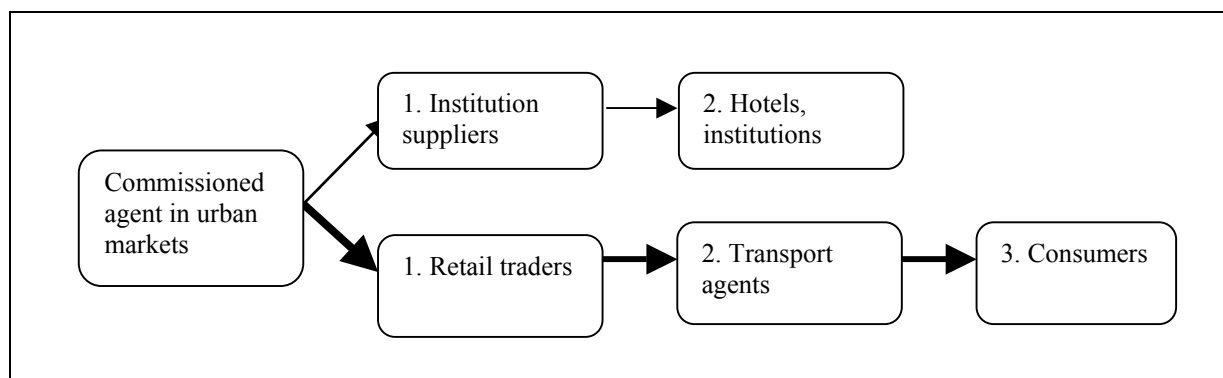 1. Institution
suppliers
2. Hotels,
institutions
Commissioned
agent in urban
markets
1. Retail traders
2. Transport
agents
3. Consumers